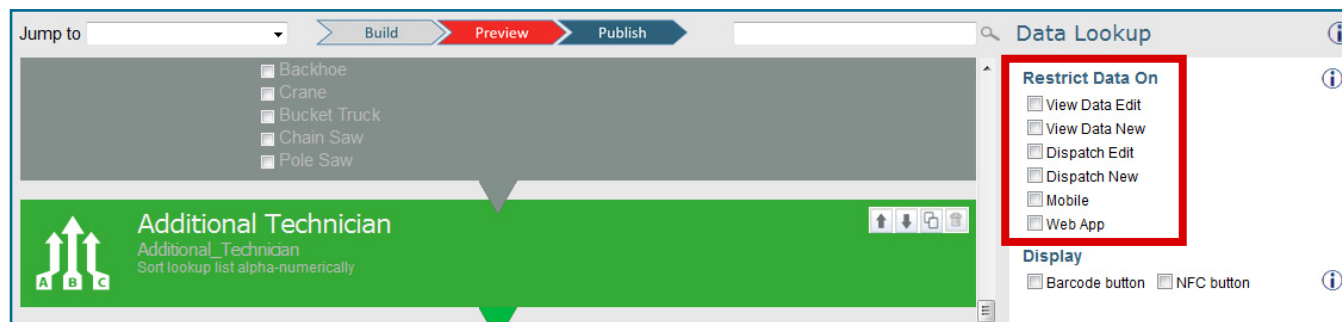 Jump to
Build
Preview
Publish
Data Lookup
Backhoe
Crane
Bucket Truck
Chain Saw
Pole Saw
Additional Technician
Additional_Technician
Sort lookup list alpha-numerically
A B C
Restrict Data On
View Data Edit
View Data New
Dispatch Edit
Dispatch New
Mobile
Web App
Display
Barcode button NFC button